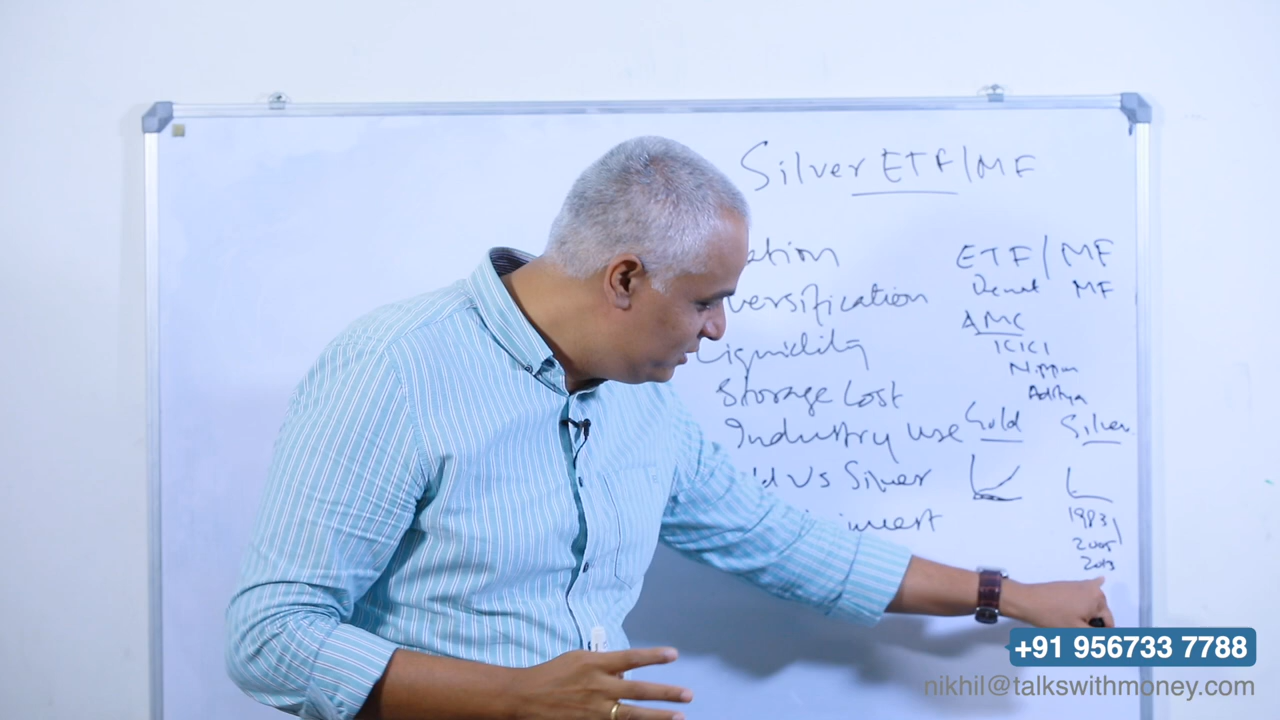 Silver ETF/MF
ation
versification
Liquidity
Storage Cost
Industry use
Vs Silver
invest
ETF/MF
Demat MF
AMC
ICICI
Nippon
Aditya
Gold Silver
1983
2005
2013
+91 956733 7788
nikhil@talkswithmoney.com